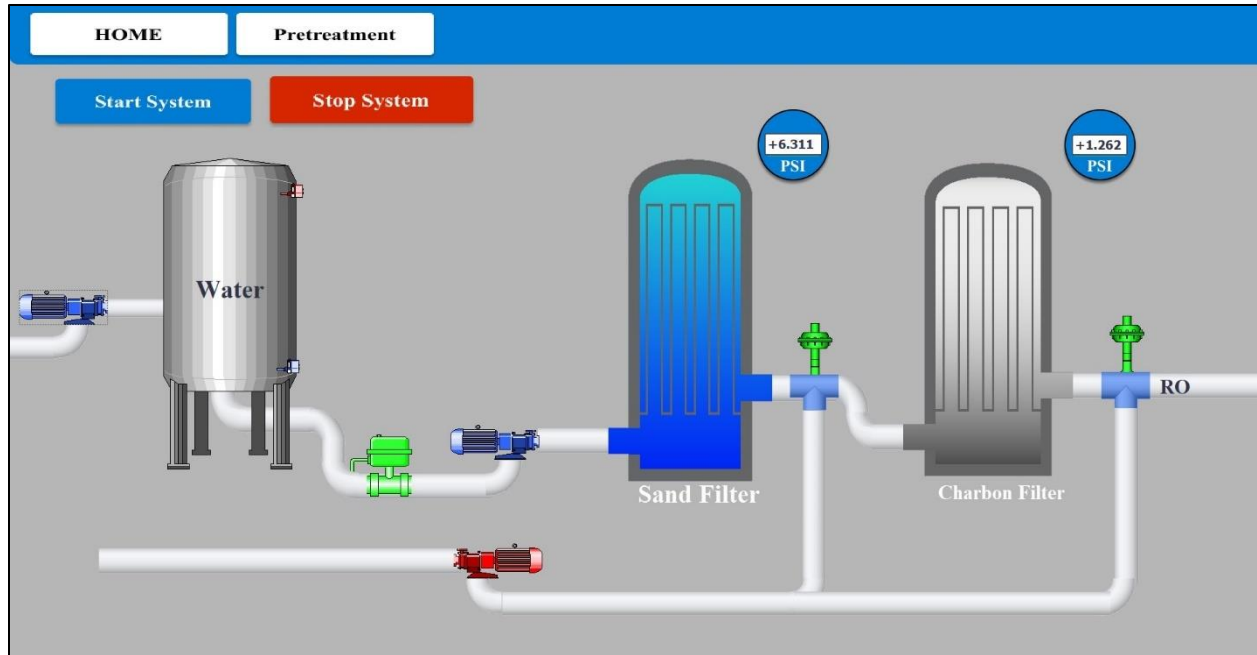 HOME
Pretreatment
Start System
Stop System
+6.311
PSI
+1.262
PSI
Water
RO
Sand Filter
Charbon Filter